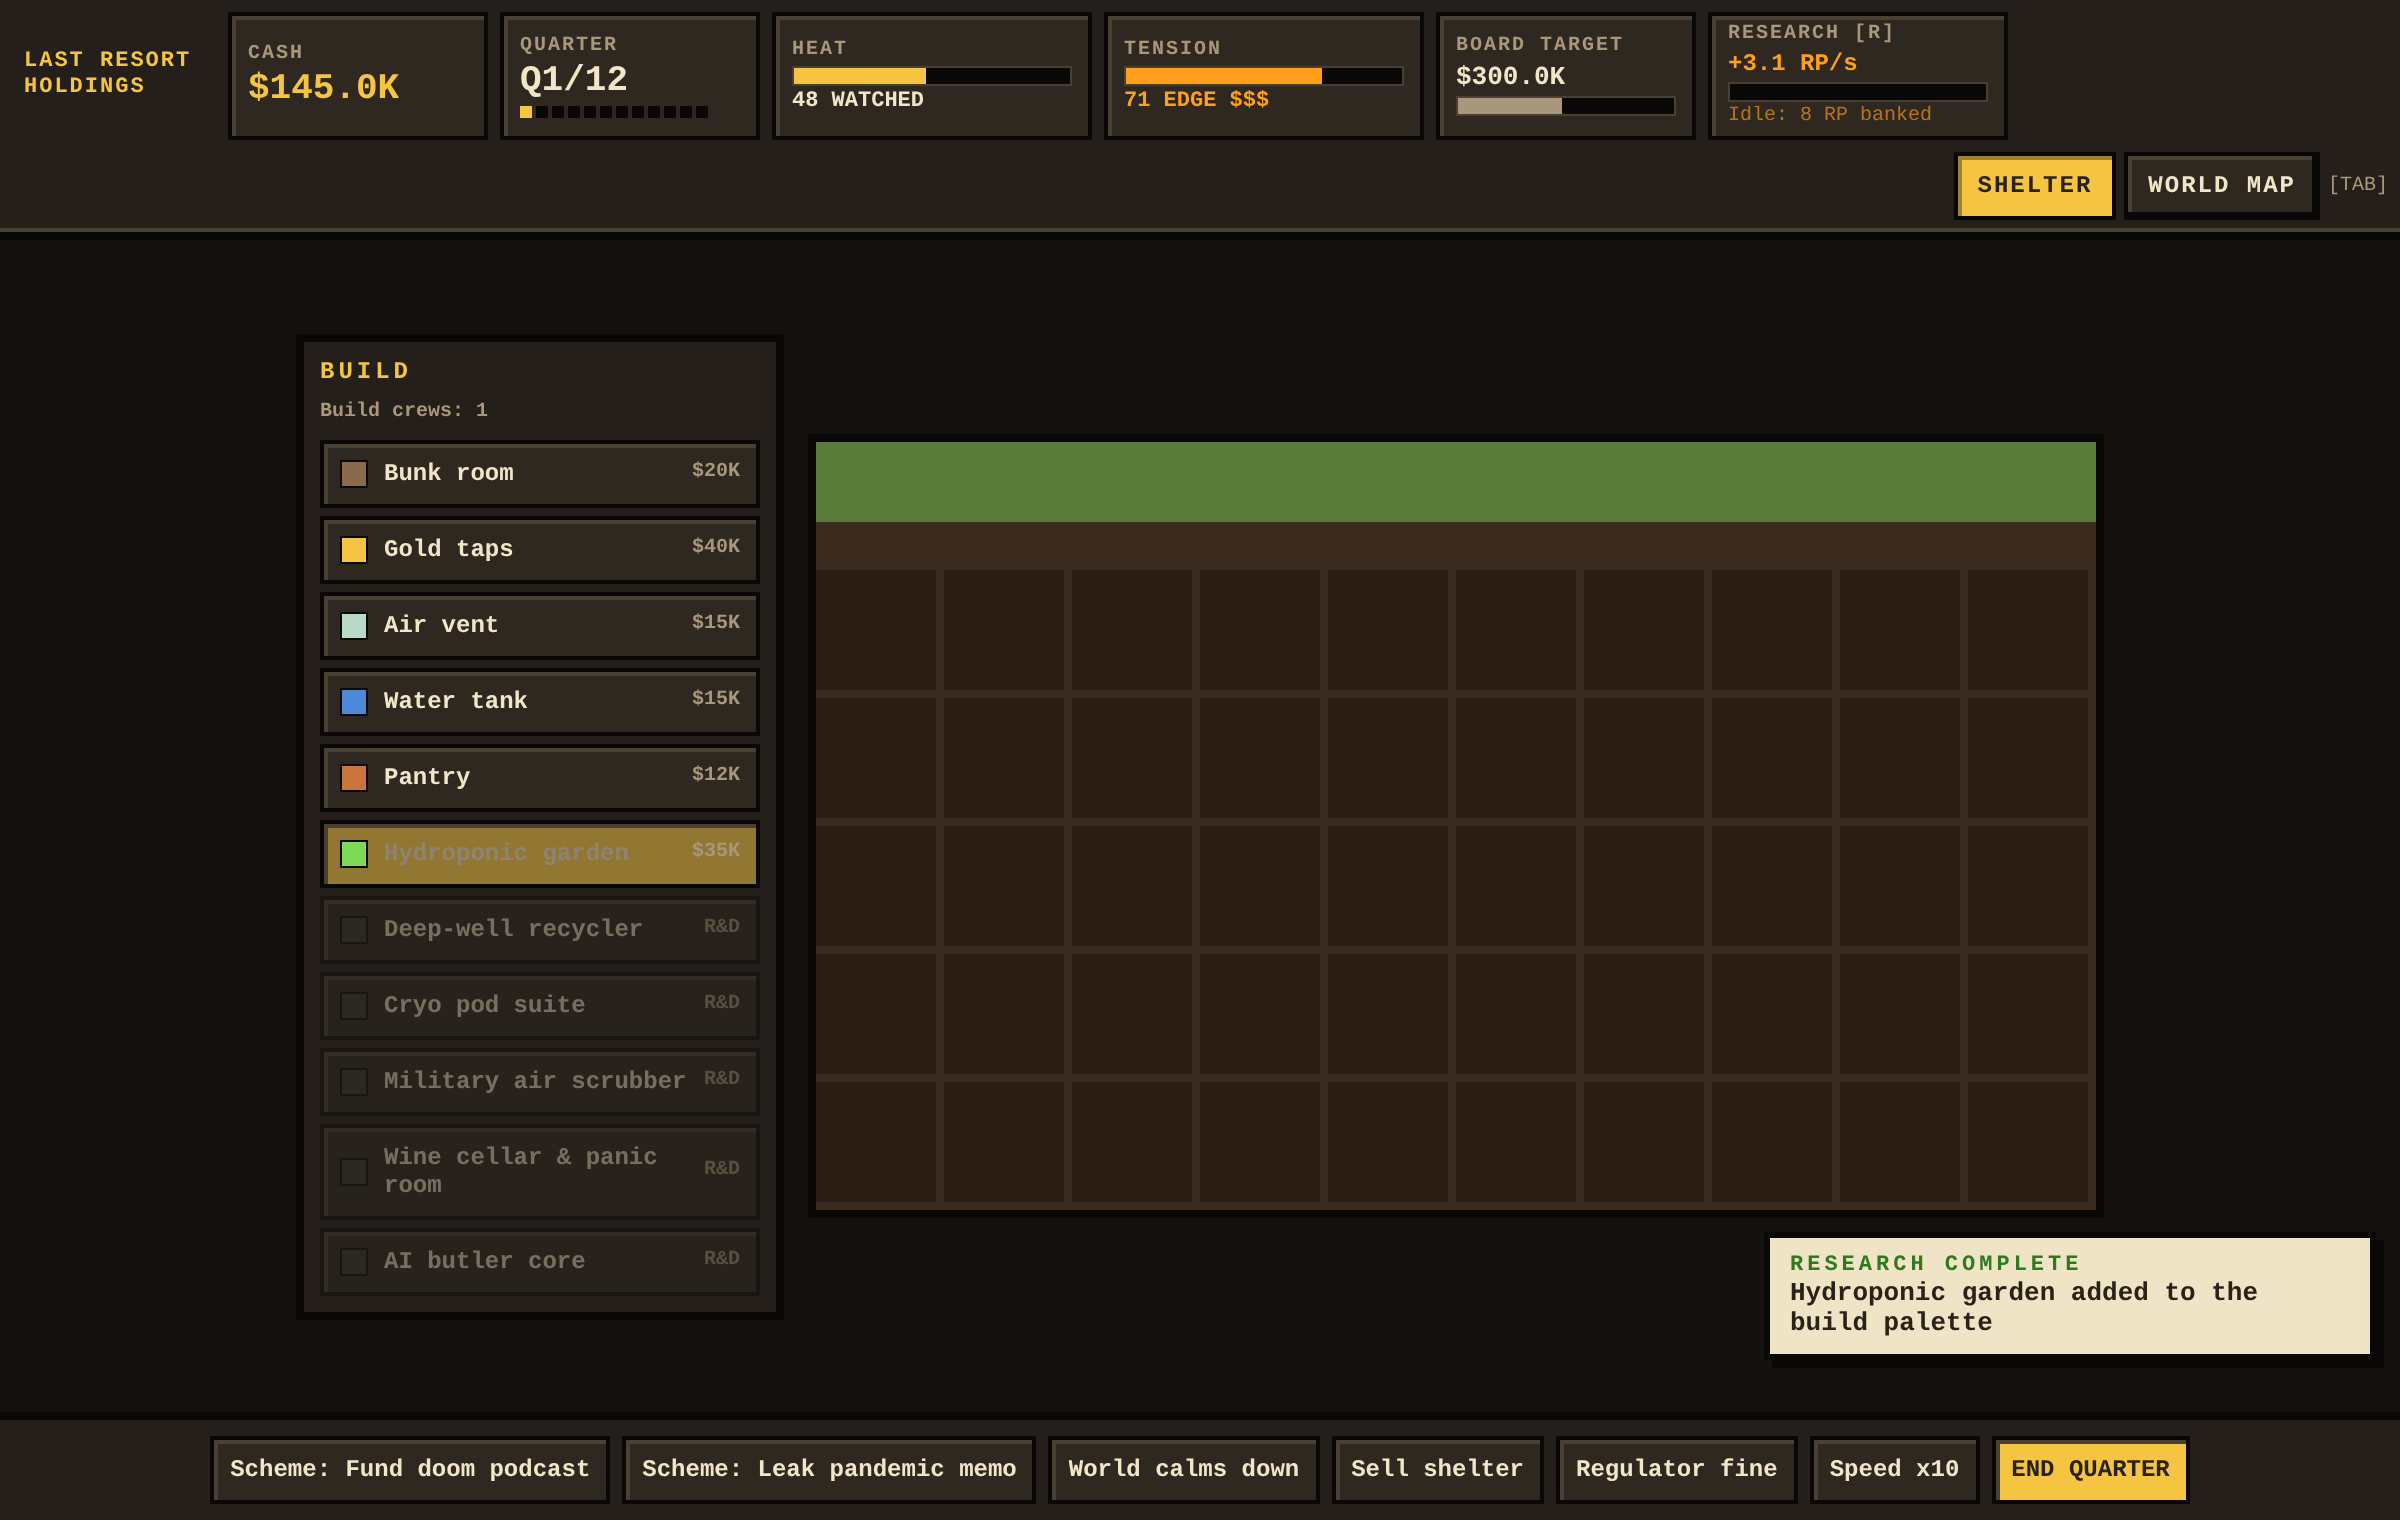 LAST RESORT
HOLDINGS
CASH
$145.0K
QUARTER
Q1/12
HEAT
48 WATCHED
TENSION
71 EDGE $$$
BOARD TARGET
$300.0K
RESEARCH [R]
+3.1 RP/s
Idle: 8 RP banked
SHELTER
WORLD MAP
[TAB]
BUILD
Build crews: 1
Bunk room $20K
Gold taps $40K
Air vent $15K
Water tank $15K
Pantry $12K
Hydroponic garden $35K
Deep-well recycler R&D
Cryo pod suite R&D
Military air scrubber R&D
Wine cellar & panic
room R&D
AI butler core R&D
RESEARCH COMPLETE
Hydroponic garden added to the
build palette
Scheme: Fund doom podcast
Scheme: Leak pandemic memo
World calms down
Sell shelter
Regulator fine
Speed x10
END QUARTER